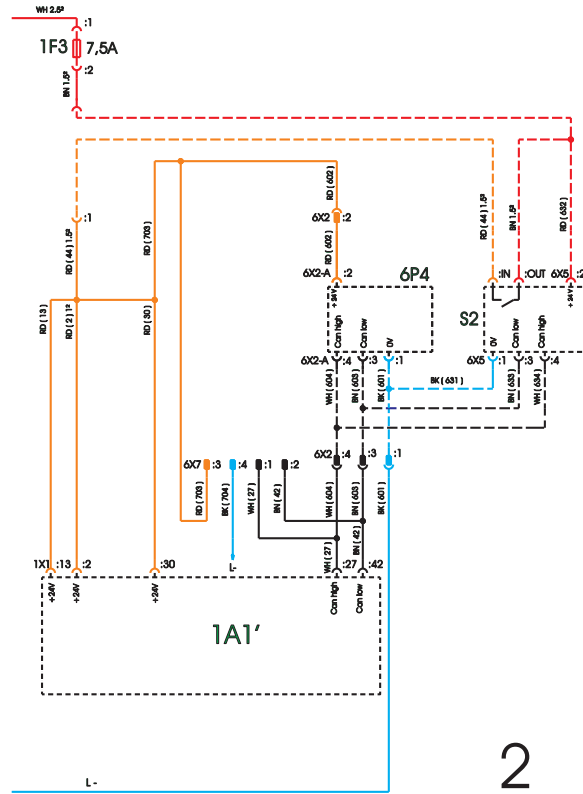 WH 2.5²
:1
1F3 7,5A
:2
BN 1.5²
RD ( 622)
6X2 :2
RD ( 602)
:1
RD ( 44) 1.5²
RD ( 703)
RD ( 44) 1.5²
BN 1.5²
RD ( 632)
6X2-A :2
6P4
:IN :OUT 6X5 :2
+ 24V
Can high
Can low
0V
S2
+ 24V
0V
Can low
Can high
RD ( 13)
RD ( 2) 1²
RD ( 30)
6X2-A :4 :3 :1
6X5 :1 :3 :4
WH ( 604)
BN ( 603)
BK ( 601)
BK ( 631)
BN ( 633)
WH ( 634)
6X7 :3 :4 :1 :2
6X2 :4 :3 :1
RD ( 703)
BK ( 704)
WH ( 27)
BN ( 42)
WH ( 604)
BN ( 603)
BK ( 601)
L-
WH ( 27)
BN ( 42)
1X1 :13 :2 :30 :27 :42
+24V
+24V
+24V
Can high
Can low
1A1′
L -
2